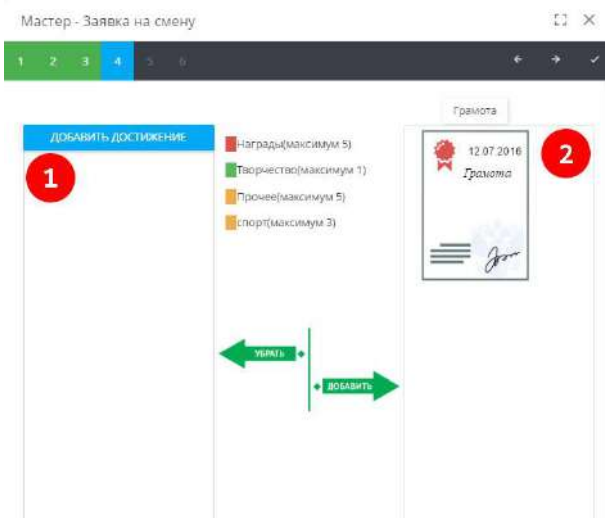 Мастер - Заявка на смену
1 2 3 4 5 6
Грамота
ДОБАВИТЬ ДОСТИЖЕНИЕ
1
Награды(максимум 5)
Творчество(максимум 1)
Прочее(максимум 5)
спорт(максимум 3)
12.07.2016
Грамота
2
УБРАТЬ
ДОБАВИТЬ